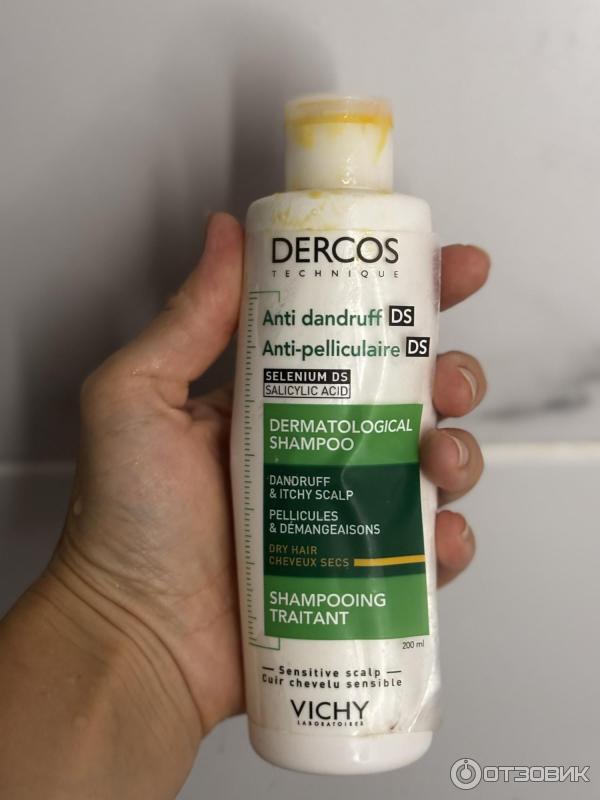 DERCOS
TECHNIQUE
Anti dandruff DS
Anti-pelliculaire DS
SELENIUM DS
SALICYLIC ACID
DERMATOLOGICAL
SHAMPOO
DANDRUFF
& ITCHY SCALP
PELLICULES
& DÉMANGEAISONS
DRY HAIR
CHEVEUX SECS
SHAMPOOING
TRAITANT
200 ml
Sensitive scalp
Cuir chevelu sensible
VICHY
LABORATOIRES
ОТЗОВИК